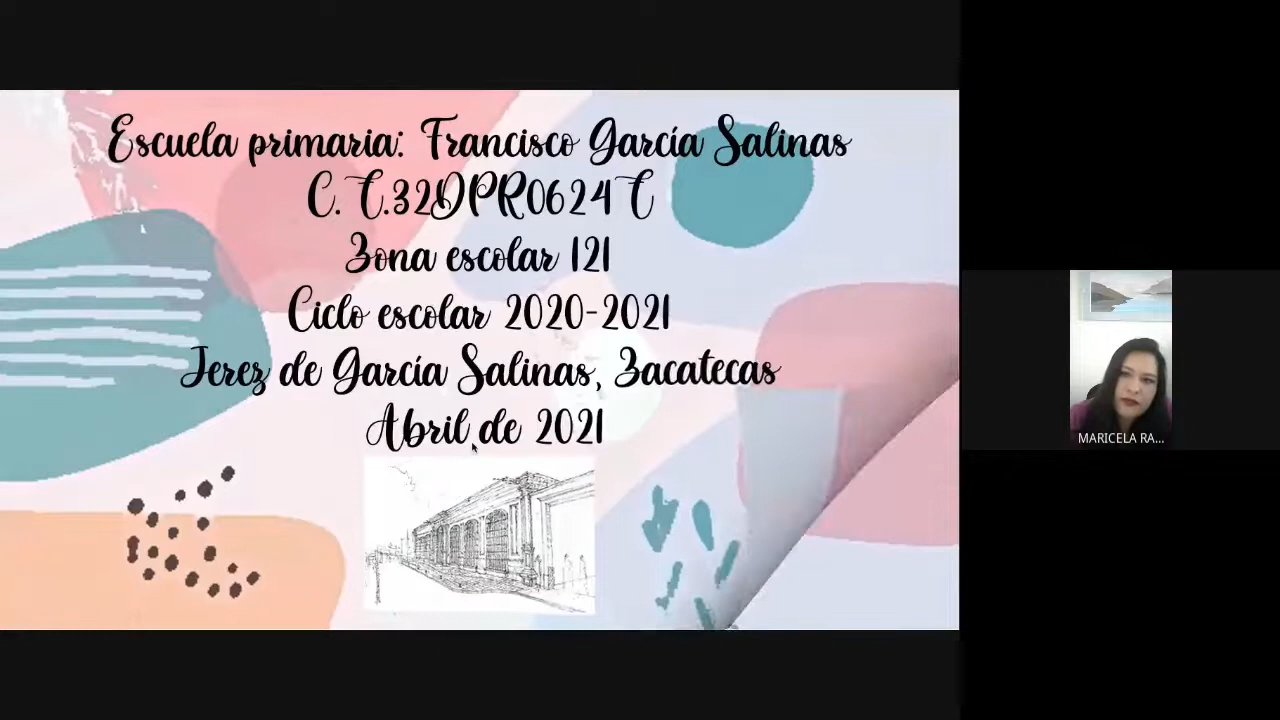 Escuela primaria: Francisco García Salinas
C. T.32DPR0624 T
Zona escolar 121
Ciclo escolar 2020-2021
Jerez de García Salinas, Zacatecas
Abril de 2021
MARICELA RA...